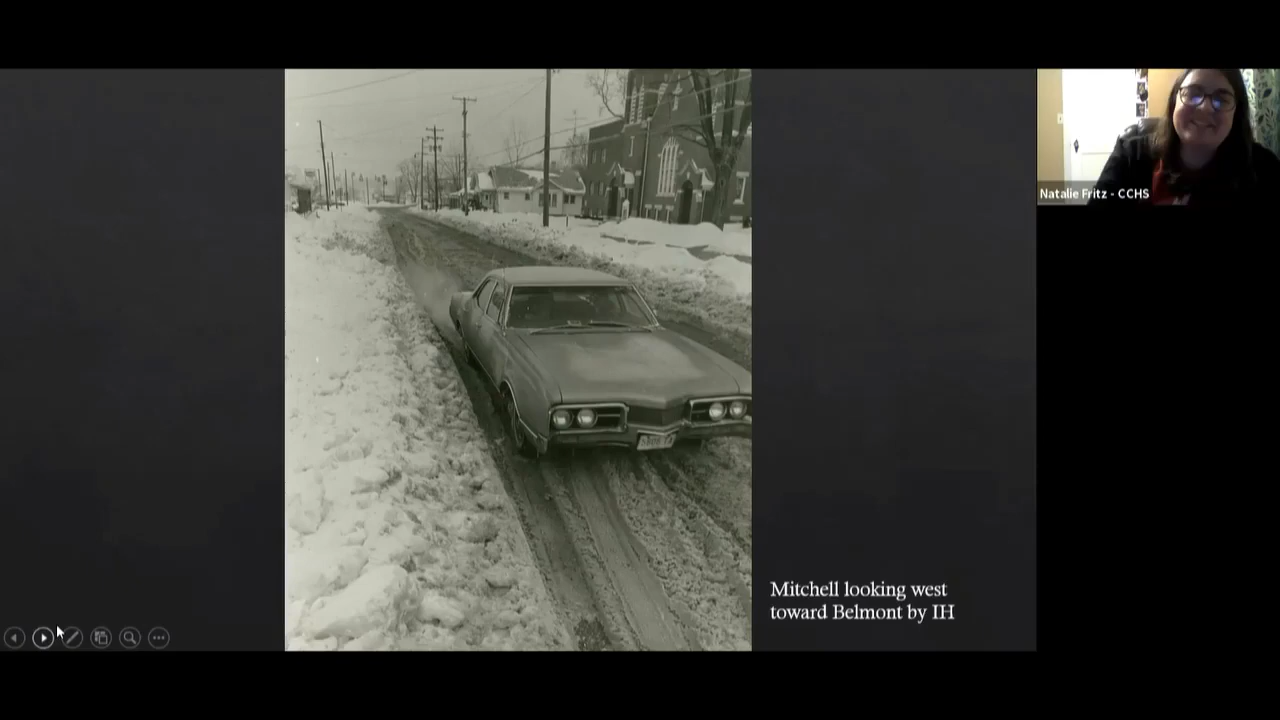 Natalie Fritz - CCHS
Mitchell looking west
toward Belmont by IH